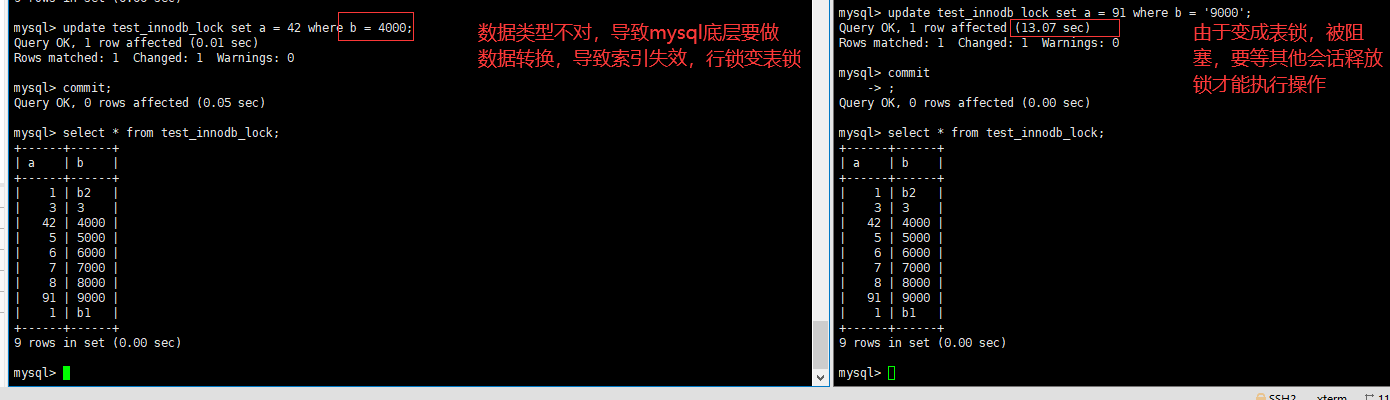 mysql> update test_innodb_lock set a = 42 where b = 4000;
Query OK, 1 row affected (0.01 sec)
Rows matched: 1  Changed: 1  Warnings: 0
mysql> commit;
Query OK, 0 rows affected (0.05 sec)
mysql> select * from test_innodb_lock;
+------+------+
| a    | b    |
+------+------+
|    1 | b2   |
|    3 | 3    |
|   42 | 4000 |
|    5 | 5000 |
|    6 | 6000 |
|    7 | 7000 |
|    8 | 8000 |
|   91 | 9000 |
|    1 | b1   |
+------+------+
9 rows in set (0.00 sec)
mysql>
数据类型不对，导致mysql底层要做
数据转换，导致索引失效，行锁变表锁
mysql> update test_innodb_lock set a = 91 where b = '9000';
Query OK, 1 row affected (13.07 sec)
Rows matched: 1  Changed: 1  Warnings: 0
mysql> commit
    -> ;
Query OK, 0 rows affected (0.00 sec)
mysql> select * from test_innodb_lock;
+------+------+
| a    | b    |
+------+------+
|    1 | b2   |
|    3 | 3    |
|   42 | 4000 |
|    5 | 5000 |
|    6 | 6000 |
|    7 | 7000 |
|    8 | 8000 |
|   91 | 9000 |
|    1 | b1   |
+------+------+
9 rows in set (0.00 sec)
mysql>
由于变成表锁，被阻
塞，要等其他会话释放
锁才能执行操作
SSH2 xterm 11